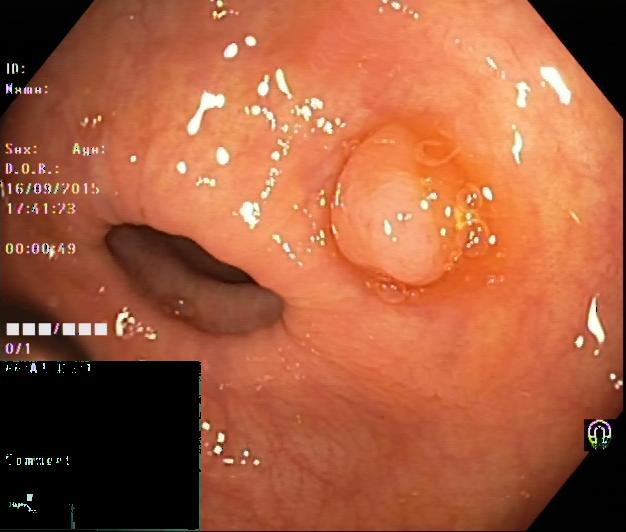 ID:
Name:
Sex: Age:
D.O.B.:
16/09/2015
17:41:23
00:00:49
■■■/■■■
0/1
Comment